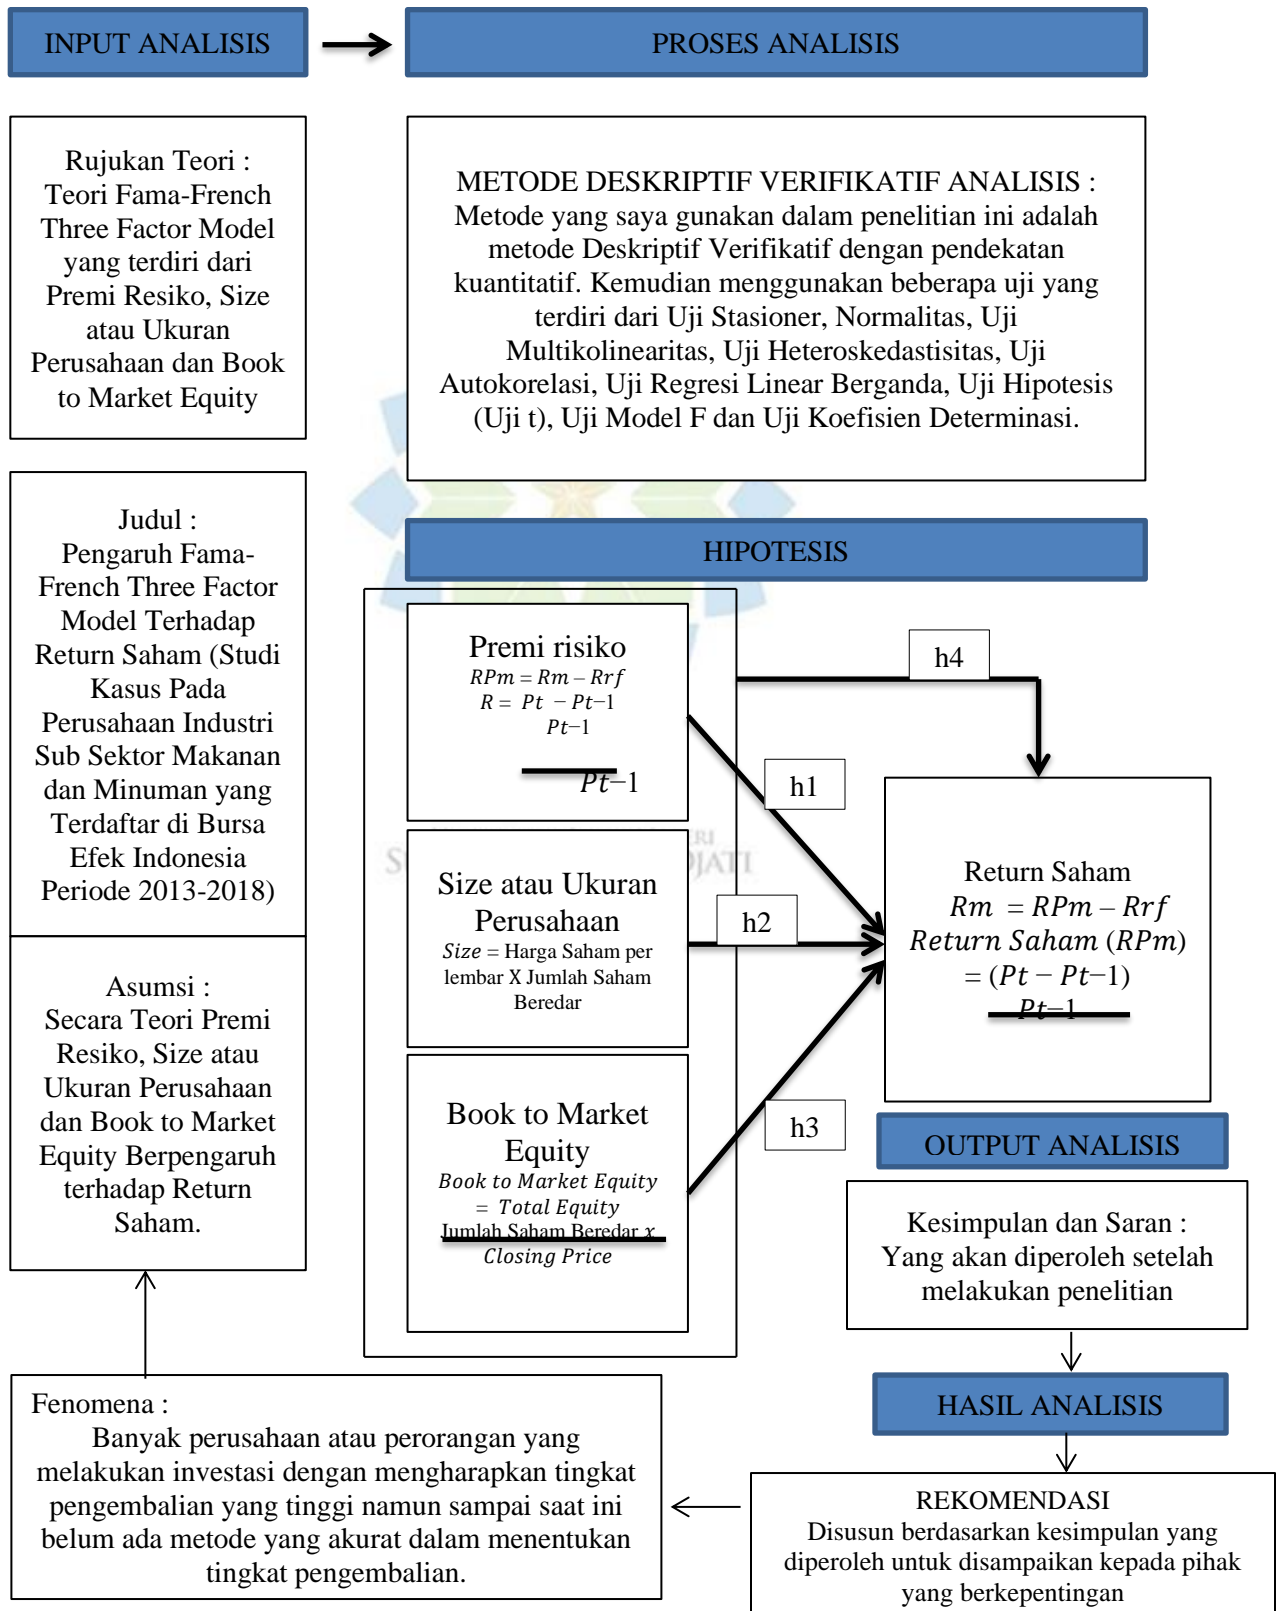 INPUT ANALISIS
PROSES ANALISIS
Rujukan Teori :
Teori Fama-French
Three Factor Model
yang terdiri dari
Premi Resiko, Size
atau Ukuran
Perusahaan dan Book
to Market Equity
METODE DESKRIPTIF VERIFIKATIF ANALISIS :
Metode yang saya gunakan dalam penelitian ini adalah
metode Deskriptif Verifikatif dengan pendekatan
kuantitatif. Kemudian menggunakan beberapa uji yang
terdiri dari Uji Stasioner, Normalitas, Uji
Multikolinearitas, Uji Heteroskedastisitas, Uji
Autokorelasi, Uji Regresi Linear Berganda, Uji Hipotesis
(Uji t), Uji Model F dan Uji Koefisien Determinasi.
Judul :
Pengaruh Fama-
French Three Factor
Model Terhadap
Return Saham (Studi
Kasus Pada
Perusahaan Industri
Sub Sektor Makanan
dan Minuman yang
Terdaftar di Bursa
Efek Indonesia
Periode 2013-2018)
Asumsi :
Secara Teori Premi
Resiko, Size atau
Ukuran Perusahaan
dan Book to Market
Equity Berpengaruh
terhadap Return
Saham.
HIPOTESIS
Premi risiko
RPm = Rm – Rrf
R = Pt − Pt−1
Pt−1
Pt−1
Size atau Ukuran
Perusahaan
Size = Harga Saham per
lembar X Jumlah Saham
Beredar
Book to Market
Equity
Book to Market Equity
= Total Equity
Jumlah Saham Beredar x
Closing Price
h4
h1
h2
h3
Return Saham
Rm = RPm – Rrf
Return Saham (RPm)
= (Pt − Pt−1)
Pt−1
OUTPUT ANALISIS
Kesimpulan dan Saran :
Yang akan diperoleh setelah
melakukan penelitian
HASIL ANALISIS
REKOMENDASI
Disusun berdasarkan kesimpulan yang
diperoleh untuk disampaikan kepada pihak
yang berkepentingan
Fenomena :
Banyak perusahaan atau perorangan yang
melakukan investasi dengan mengharapkan tingkat
pengembalian yang tinggi namun sampai saat ini
belum ada metode yang akurat dalam menentukan
tingkat pengembalian.